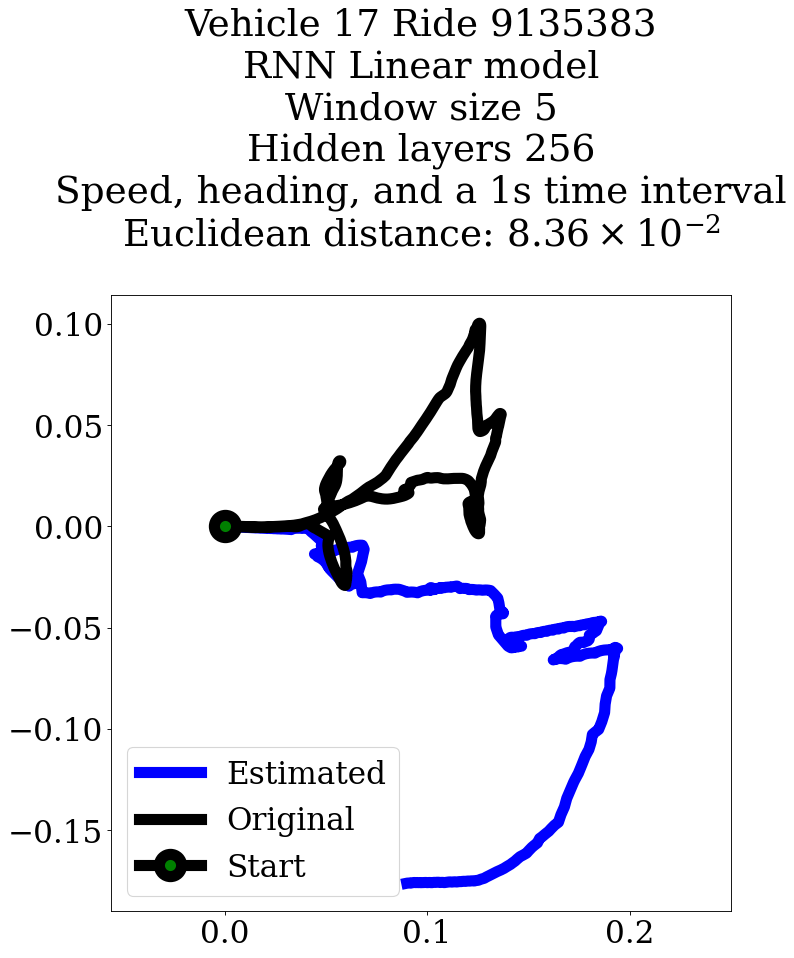 Vehicle 17 Ride 9135383
RNN Linear model
Window size 5
Hidden layers 256
Speed, heading, and a 1s time interval
Euclidean distance: 8.36 × 10⁻²
0.10
0.05
0.00
−0.05
−0.10
−0.15
Estimated
Original
Start
0.0 0.1 0.2